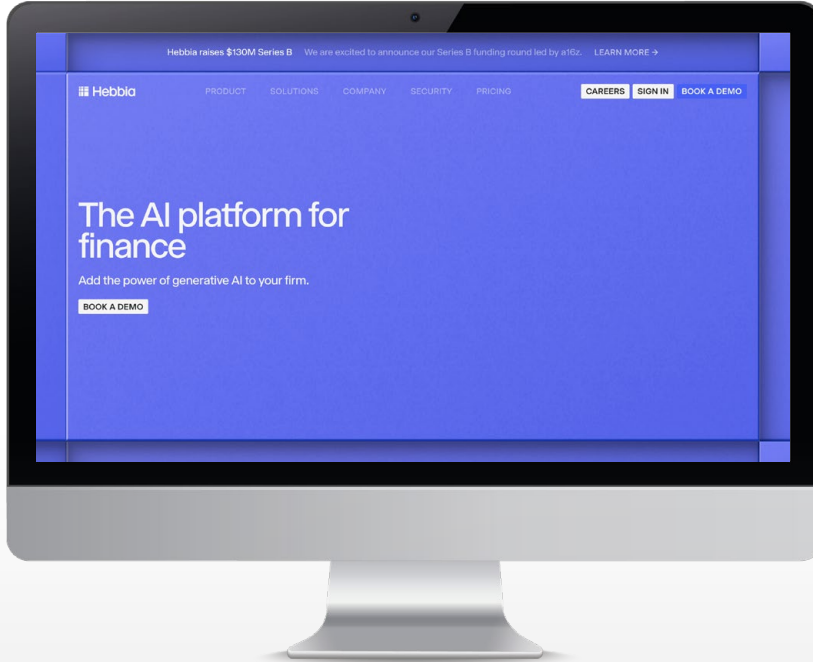 Hebbia raises $130M Series B We are excited to announce our Series B funding round led by a16z. LEARN MORE →
Hebbia PRODUCT SOLUTIONS COMPANY SECURITY PRICING CAREERS SIGN IN BOOK A DEMO
The AI platform for
finance
Add the power of generative AI to your firm.
BOOK A DEMO